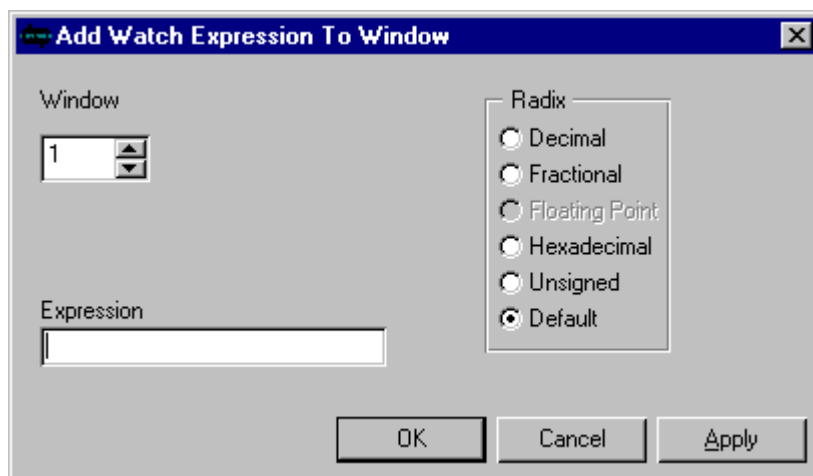 Add Watch Expression To Window
Window
1
Radix
Decimal
Fractional
Floating Point
Hexadecimal
Unsigned
Default
Expression
OK
Cancel
Apply